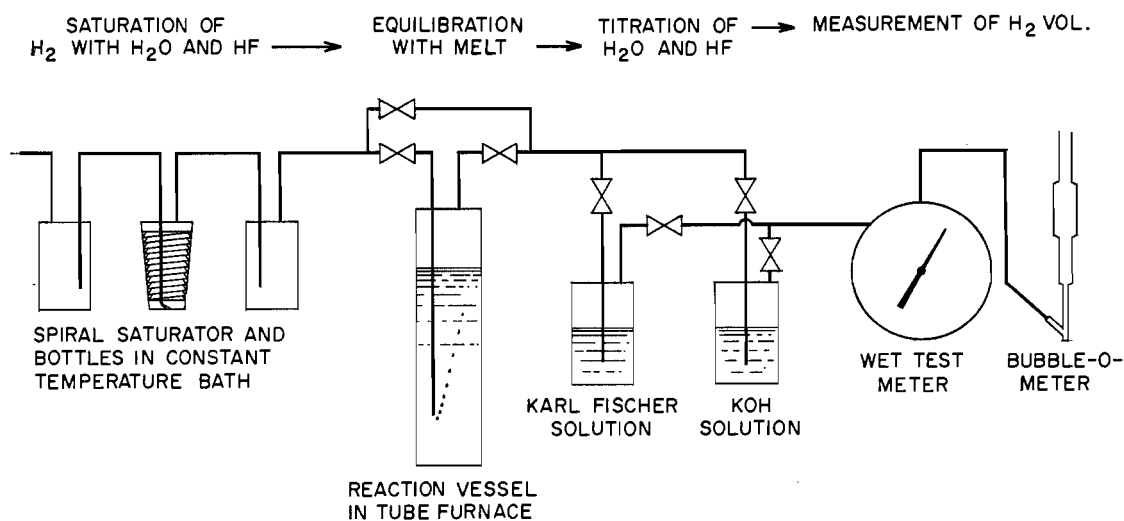 SATURATION OF
H2 WITH H2O AND HF
EQUILIBRATION
WITH MELT
TITRATION OF
H2O AND HF
MEASUREMENT OF H2 VOL.
SPIRAL SATURATOR AND
BOTTLES IN CONSTANT
TEMPERATURE BATH
REACTION VESSEL
IN TUBE FURNACE
KARL FISCHER
SOLUTION
KOH
SOLUTION
WET TEST
METER
BUBBLE-O-
METER